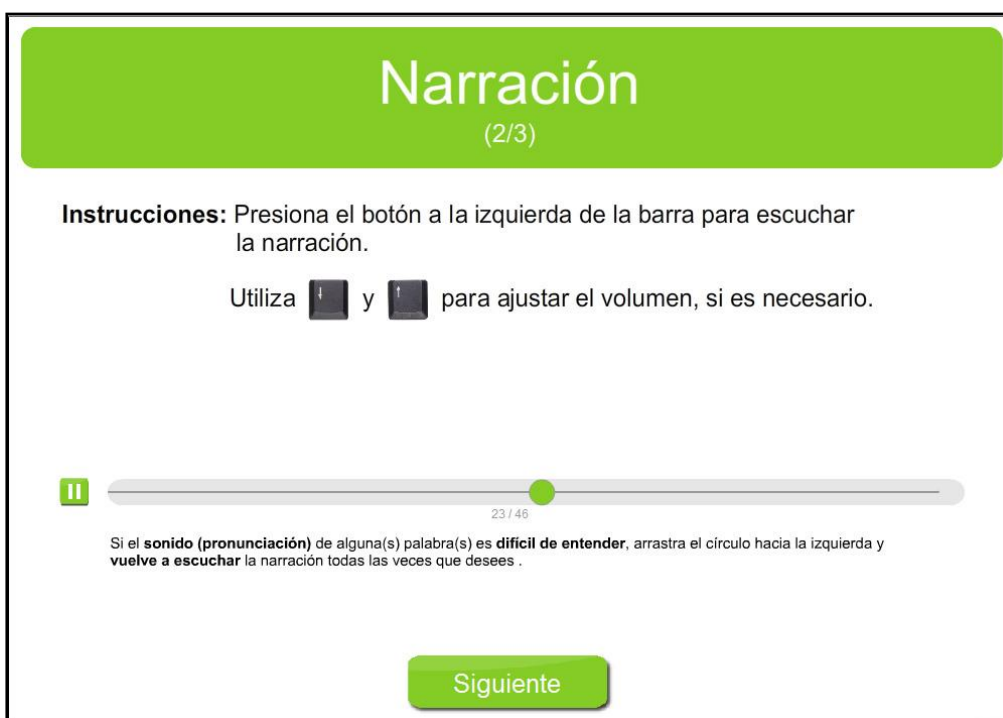 Narración
(2/3)
Instrucciones: Presiona el botón a la izquierda de la barra para escuchar
la narración.
Utiliza ↓ y ↑ para ajustar el volumen, si es necesario.
23 / 46
Si el sonido (pronunciación) de alguna(s) palabra(s) es difícil de entender, arrastra el círculo hacia la izquierda y
vuelve a escuchar la narración todas las veces que desees .
Siguiente